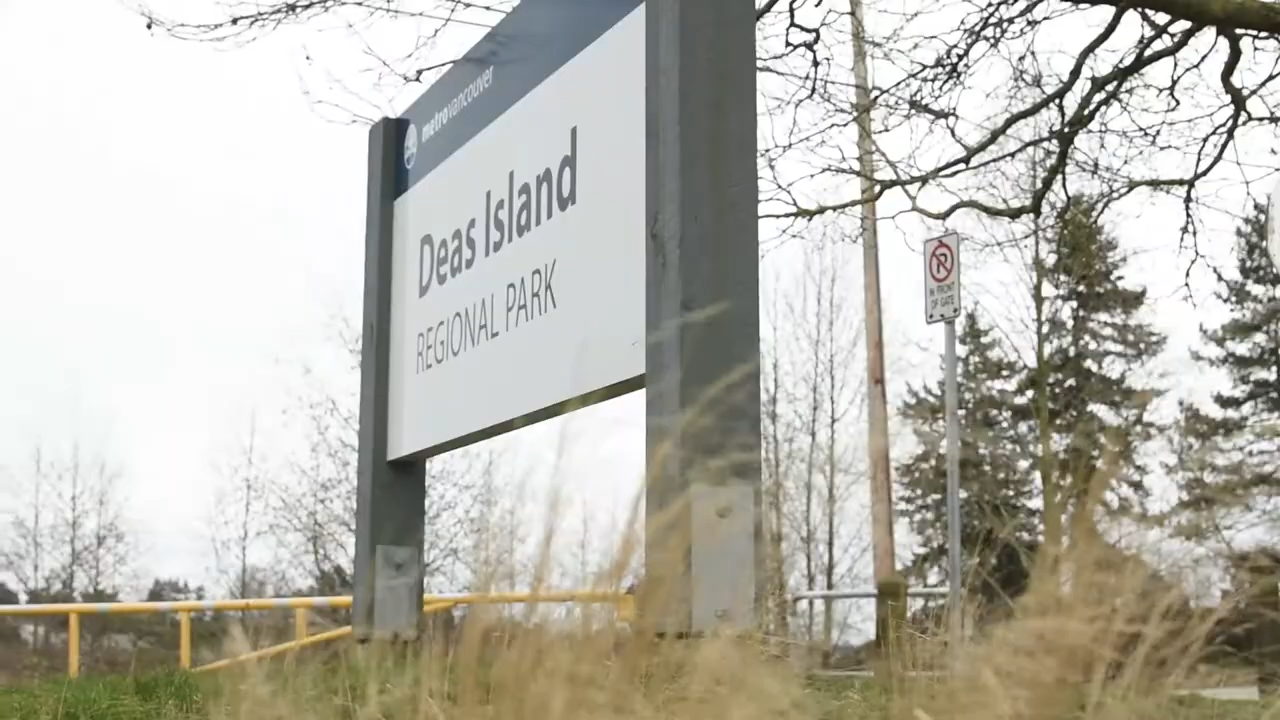 metrovancouver
Deas Island
REGIONAL PARK
P
IN FRONT
OF GATE